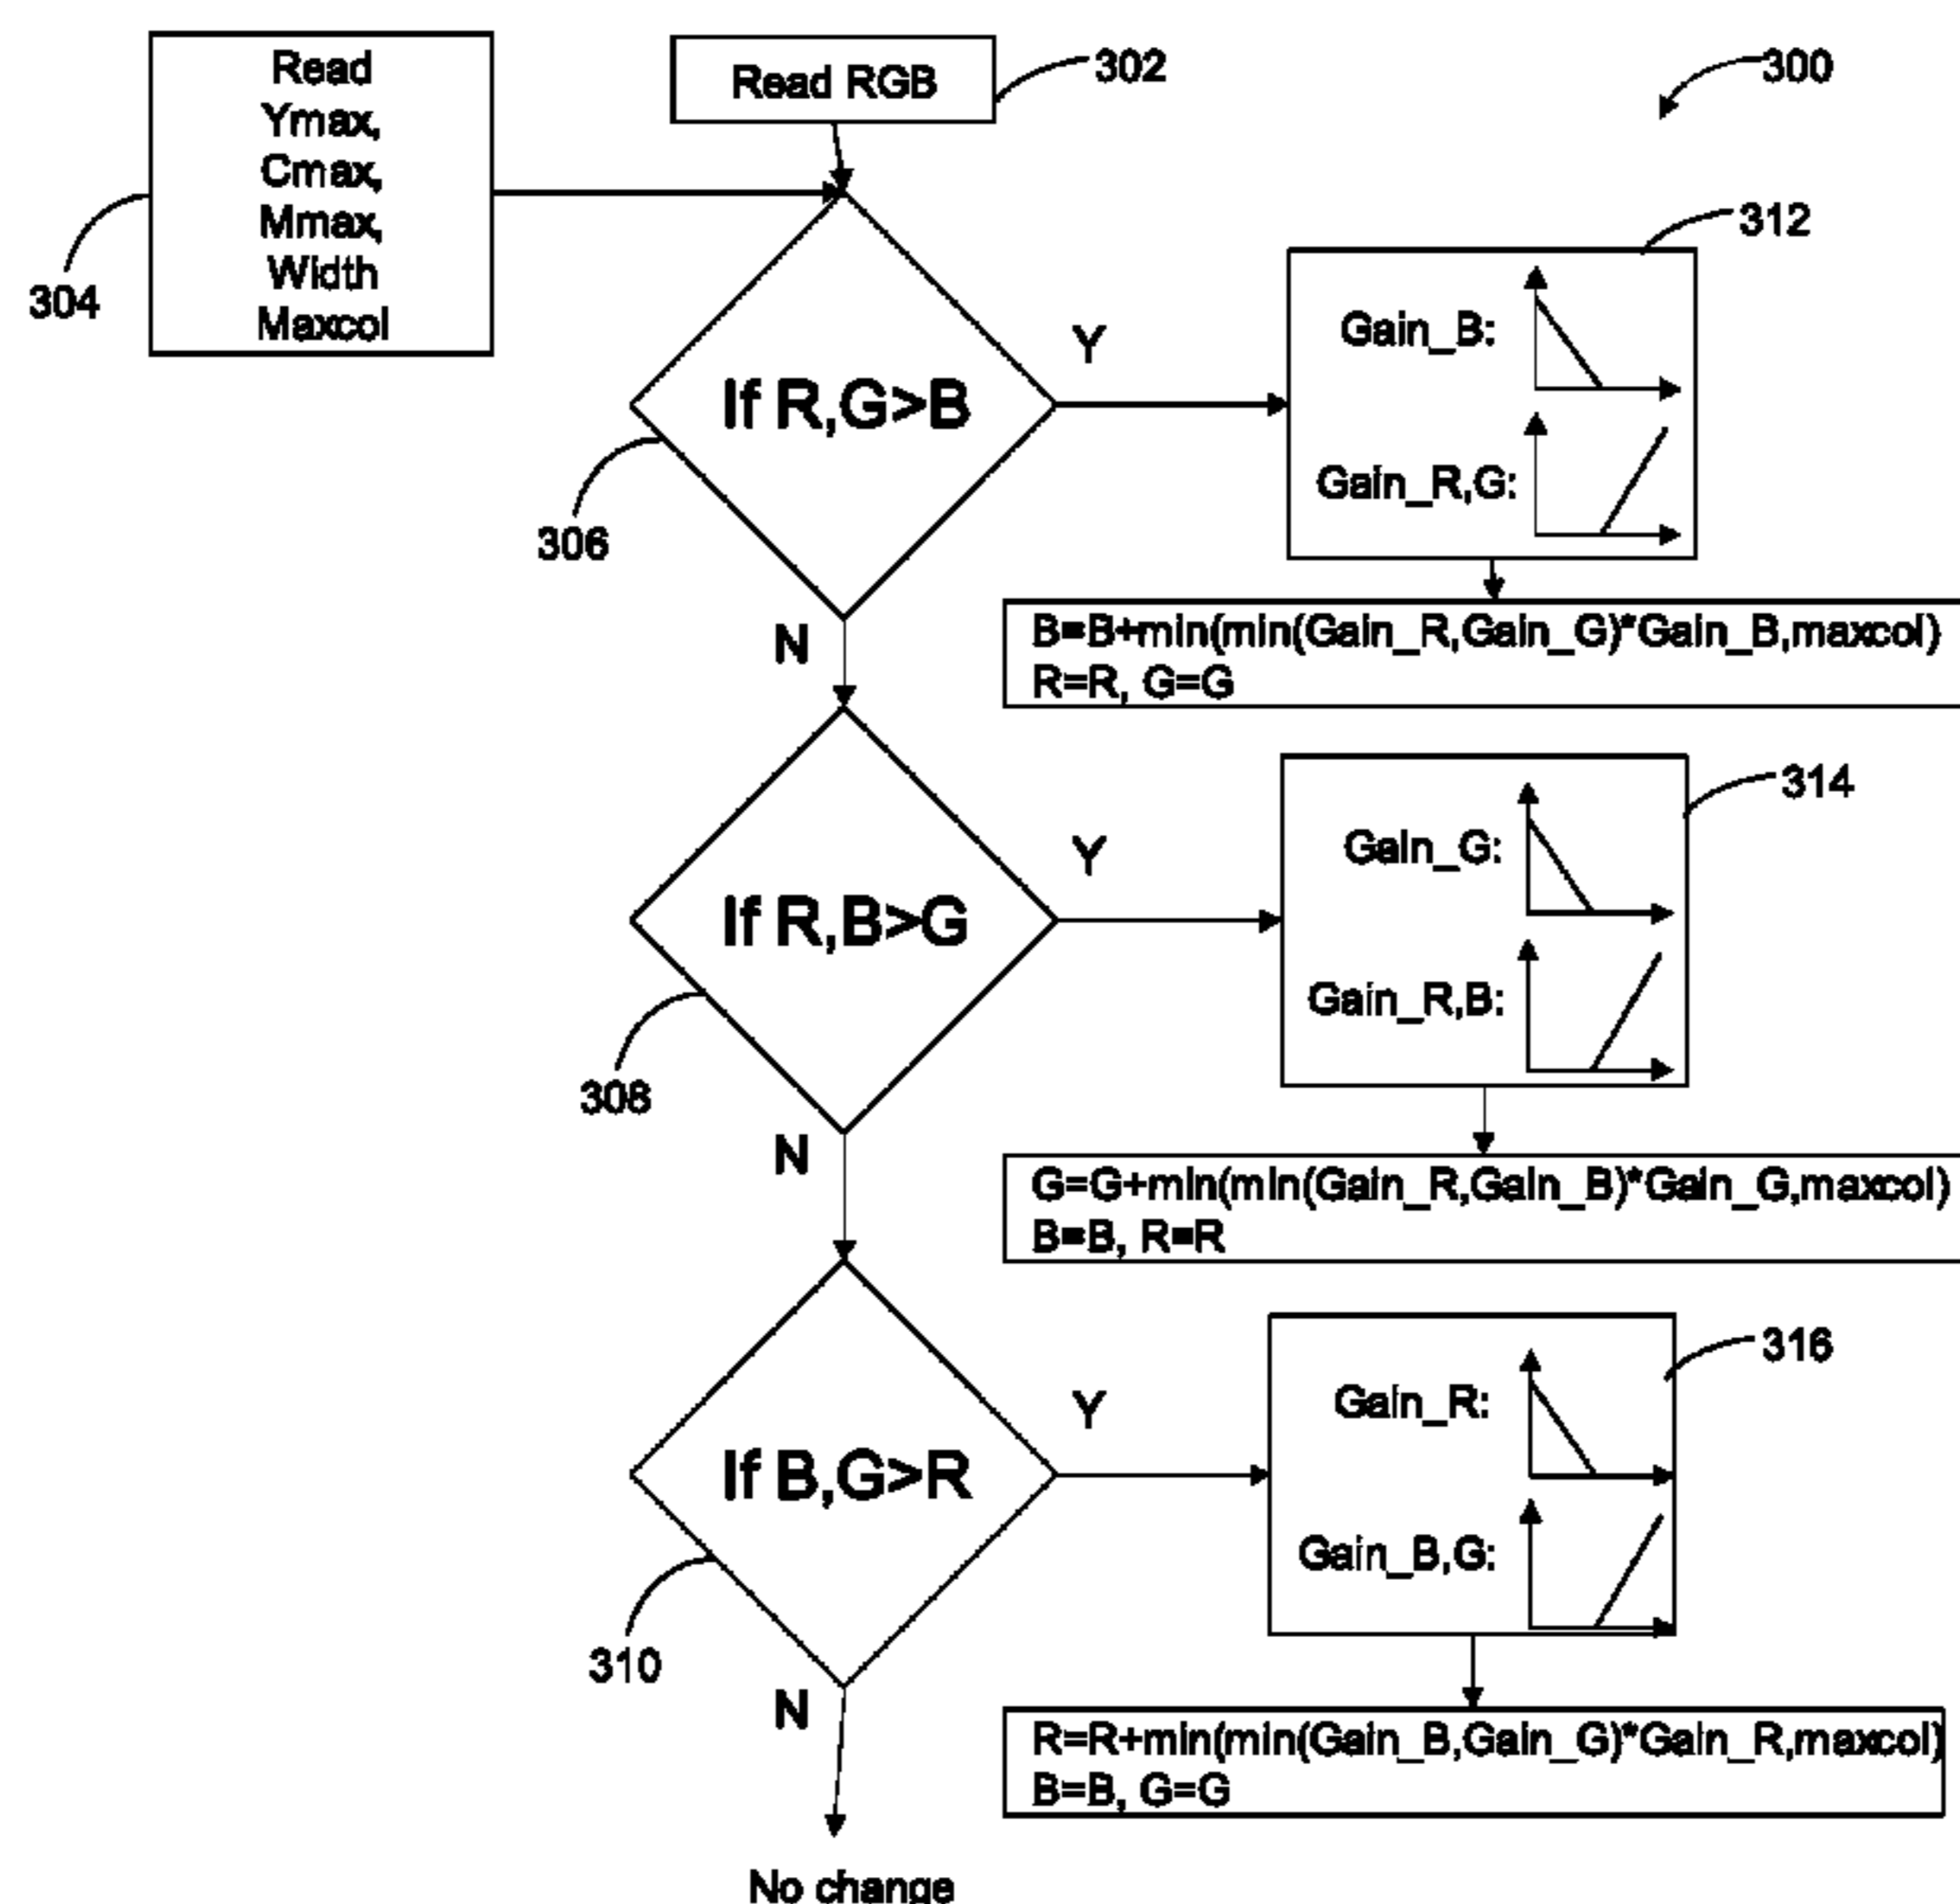 Read
Ymax,
Cmax,
Mmax,
Width
Maxcol
304
Read RGB
302
300
If R,G>B
306
Y
N
312
Gain_B:
Gain_R,G:
B=B+min(min(Gain_R,Gain_G)*Gain_B,maxcol)
R=R, G=G
If R,B>G
308
Y
N
314
Gain_G:
Gain_R,B:
G=G+min(min(Gain_R,Gain_B)*Gain_G,maxcol)
B=B, R=R
If B,G>R
310
Y
N
316
Gain_R:
Gain_B,G:
R=R+min(min(Gain_B,Gain_G)*Gain_R,maxcol)
B=B, G=G
No change